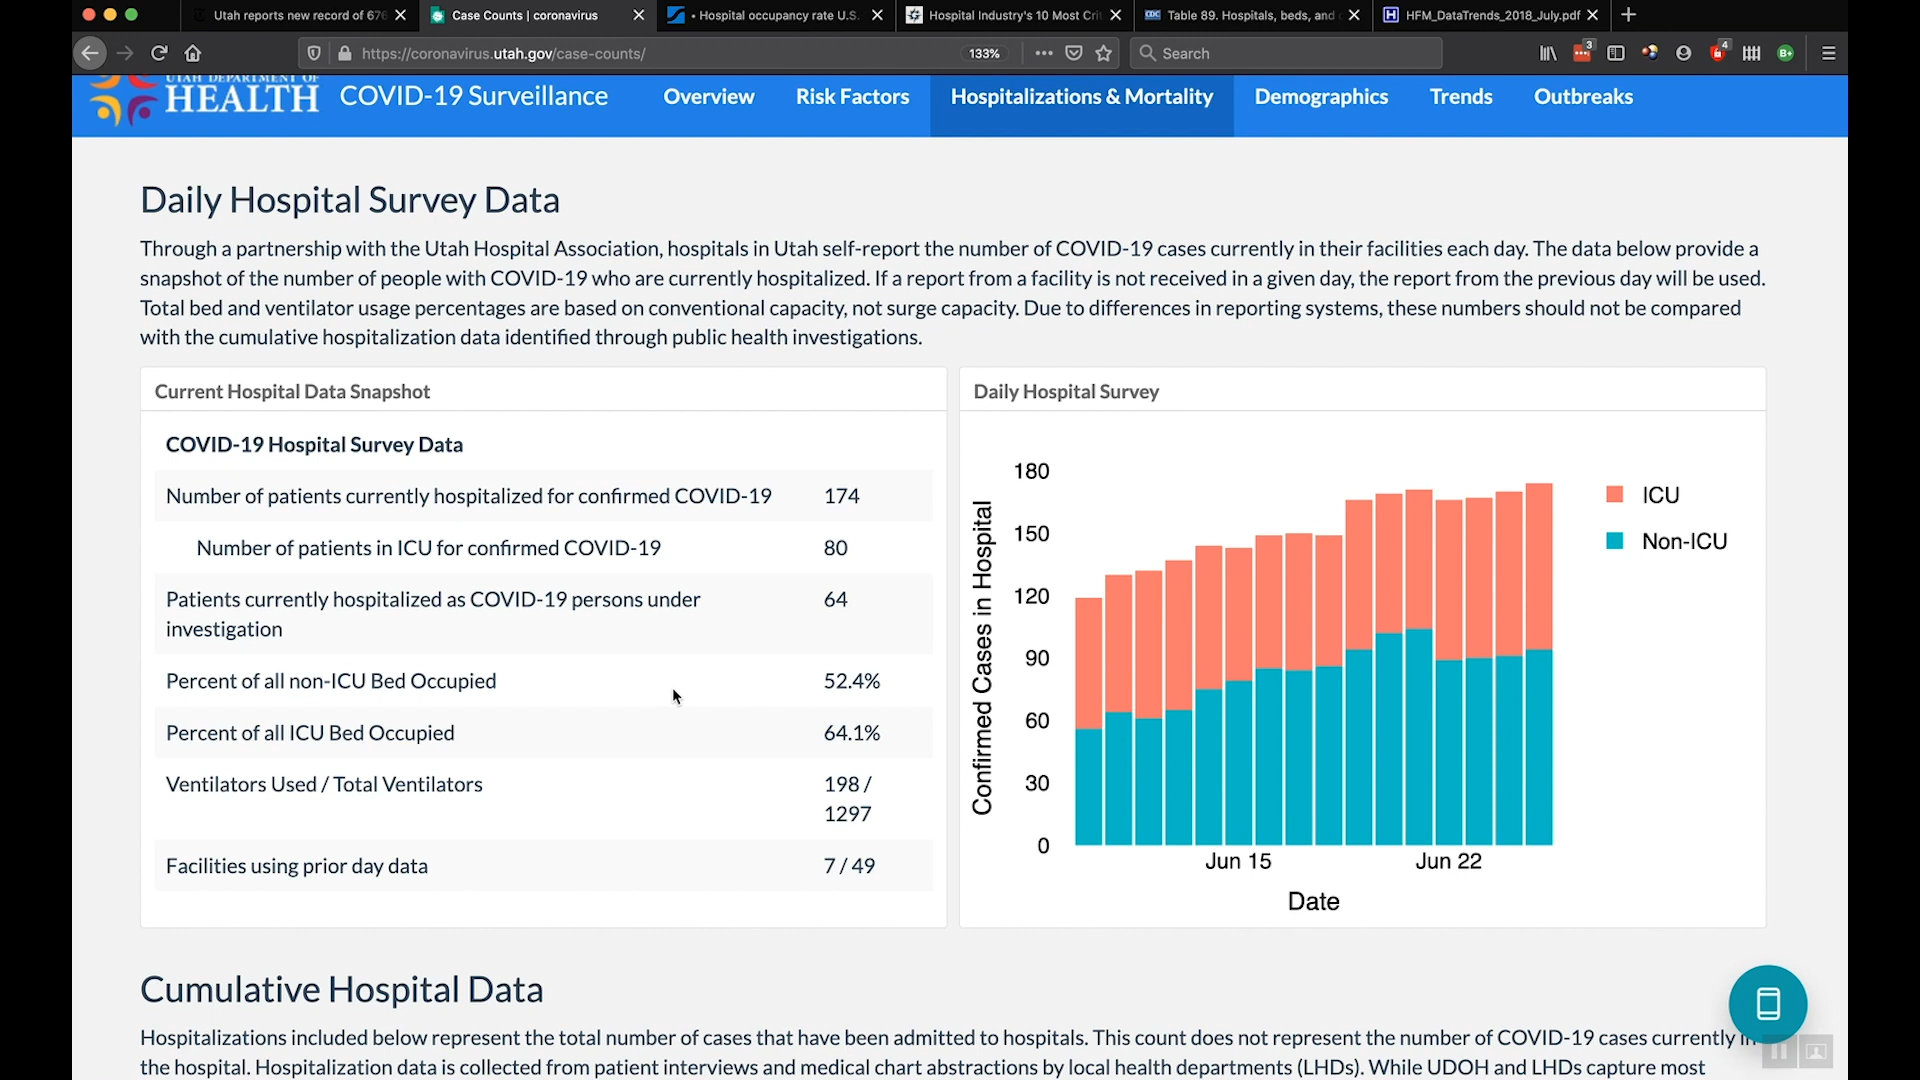 Utah reports new record of 676
Case Counts | coronavirus
• Hospital occupancy rate U.S.
Hospital Industry's 10 Most Cri
CDC Table 89. Hospitals, beds, and
H HFM_DataTrends_2018_July.pdf
https://coronavirus.utah.gov/case-counts/
133%
Search
3
4
B+
UTAH DEPARTMENT OF
HEALTH
COVID-19 Surveillance
Overview
Risk Factors
Hospitalizations & Mortality
Demographics
Trends
Outbreaks
Daily Hospital Survey Data
Through a partnership with the Utah Hospital Association, hospitals in Utah self-report the number of COVID-19 cases currently in their facilities each day. The data below provide a
snapshot of the number of people with COVID-19 who are currently hospitalized. If a report from a facility is not received in a given day, the report from the previous day will be used.
Total bed and ventilator usage percentages are based on conventional capacity, not surge capacity. Due to differences in reporting systems, these numbers should not be compared
with the cumulative hospitalization data identified through public health investigations.
Current Hospital Data Snapshot
COVID-19 Hospital Survey Data
Number of patients currently hospitalized for confirmed COVID-19 174
Number of patients in ICU for confirmed COVID-19 80
Patients currently hospitalized as COVID-19 persons under 64
investigation
Percent of all non-ICU Bed Occupied 52.4%
Percent of all ICU Bed Occupied 64.1%
Ventilators Used / Total Ventilators 198 /
1297
Facilities using prior day data 7 / 49
Daily Hospital Survey
Confirmed Cases in Hospital
180
150
120
90
60
30
0
Jun 15
Jun 22
Date
ICU
Non-ICU
Cumulative Hospital Data
Hospitalizations included below represent the total number of cases that have been admitted to hospitals. This count does not represent the number of COVID-19 cases currently in
the hospital. Hospitalization data is collected from patient interviews and medical chart abstractions by local health departments (LHDs). While UDOH and LHDs capture most